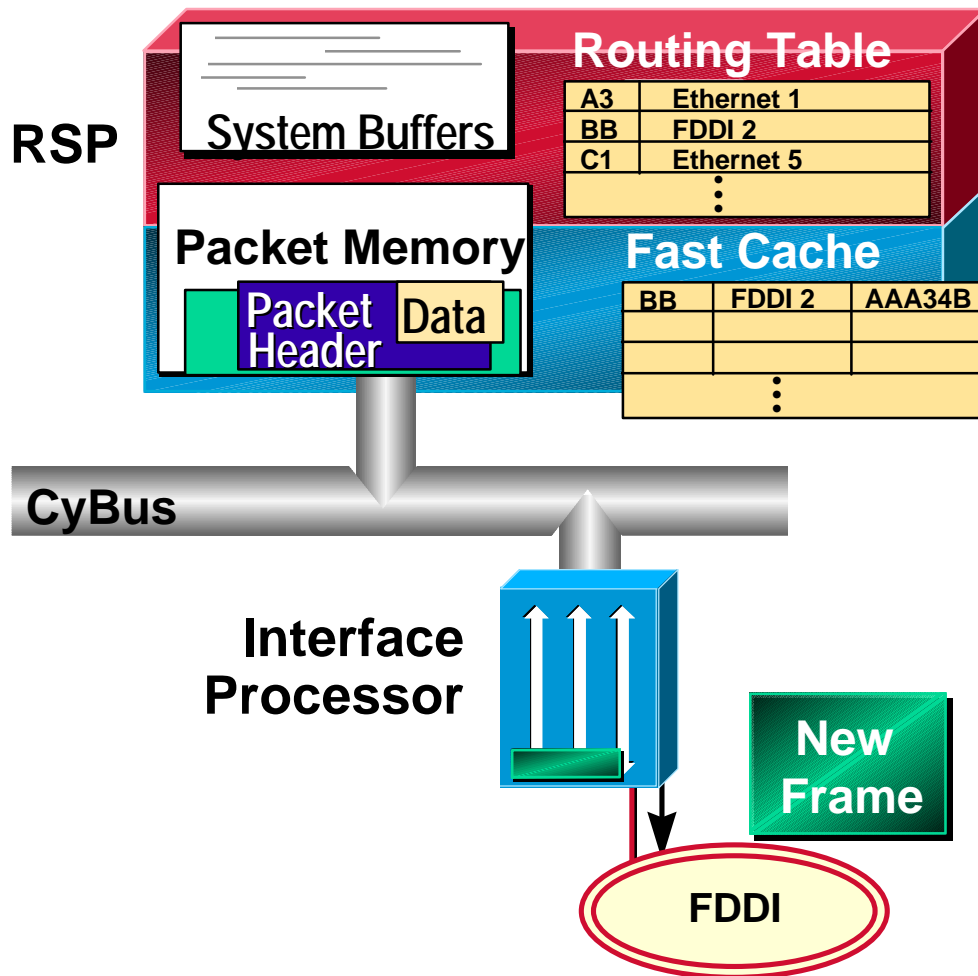 Routing Table
System Buffers
A3 Ethernet 1
BB FDDI 2
C1 Ethernet 5
RSP
Packet Memory
Packet
Header
Data
Fast Cache
BB FDDI 2 AAA34B
CyBus
Interface
Processor
New
Frame
FDDI